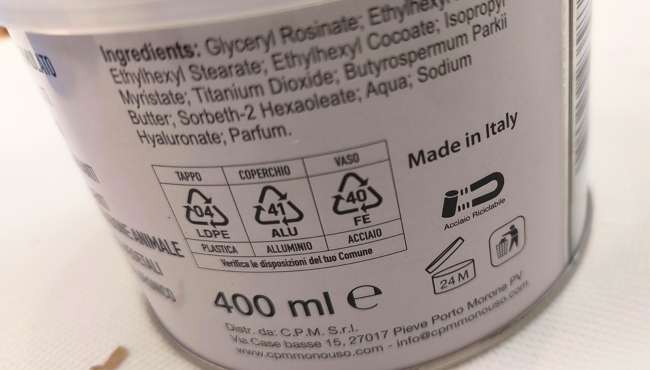 Ingredients: Glyceryl Rosinate; Ethylhexyl
Ethylhexyl Stearate; Ethylhexyl Cocoate; Isopropyl
Myristate; Titanium Dioxide; Butyrospermum Parkii
Butter; Sorbeth-2 Hexaoleate; Aqua; Sodium
Hyaluronate; Parfum.
TAPPO COPERCHIO VASO
04 41 40
LDPE ALU FE
PLASTICA ALLUMINIO ACCIAIO
Verifica le disposizioni del tuo Comune
Made in Italy
Acciaio Riciclabile
24 M
ANIMALE
400 ml ℮
Distr. da: C.P.M. S.r.l.
Via Case basse 15, 27017 Pieve Porto Morone PV
www.cpmmonouso.com - info@cpmmonouso.com